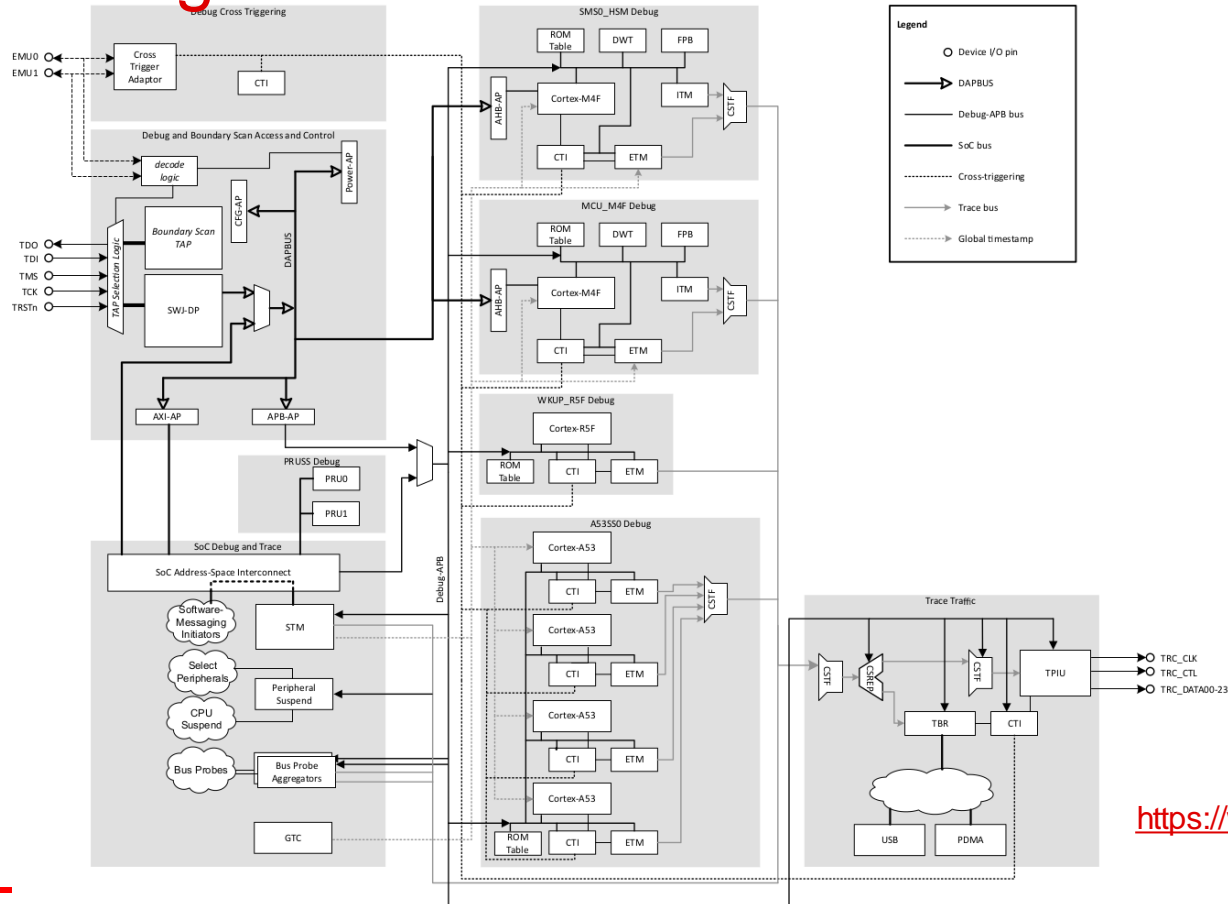 g
Debug Cross Triggering
EMU0
EMU1
Cross
Trigger
Adaptor
CTI
Debug and Boundary Scan Access and Control
decode
logic
Power-AP
CFG-AP
Boundary Scan
TAP
DAPBUS
TAP Selection Logic
TDO
TDI
TMS
TCK
TRSTn
SWJ-DP
AXI-AP
APB-AP
PRUSS Debug
PRU0
PRU1
SoC Debug and Trace
SoC Address-Space Interconnect
Software-
Messaging
Initiators
STM
Select
Peripherals
Peripheral
Suspend
CPU
Suspend
Bus Probes
Bus Probe
Aggregators
GTC
Debug-APB
SMS0_HSM Debug
ROM
Table
DWT
FPB
AHB-AP
Cortex-M4F
ITM
CSTF
CTI
ETM
MCU_M4F Debug
ROM
Table
DWT
FPB
AHB-AP
Cortex-M4F
ITM
CSTF
CTI
ETM
WKUP_R5F Debug
Cortex-R5F
ROM
Table
CTI
ETM
A53SS0 Debug
Cortex-A53
CTI
ETM
CSTF
Cortex-A53
CTI
ETM
Cortex-A53
CTI
ETM
Cortex-A53
ROM
Table
CTI
ETM
Legend
Device I/O pin
DAPBUS
Debug-APB bus
SoC bus
Cross-triggering
Trace bus
Global timestamp
Trace Traffic
CSTF
CSREP
CSTF
TPIU
TRC_CLK
TRC_CTL
TRC_DATA00-23
TBR
CTI
USB
PDMA
https://